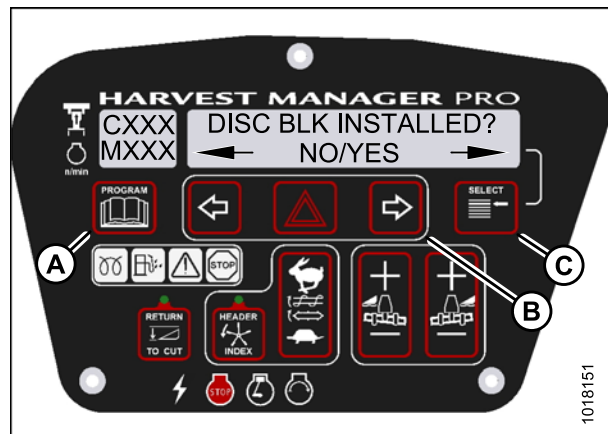 HARVEST MANAGER PRO
CXXX
MXXX
DISC BLK INSTALLED?
NO/YES
n/min
PROGRAM
SELECT
A
B
C
STOP
RETURN
TO CUT
HEADER
INDEX
STOP
1018151